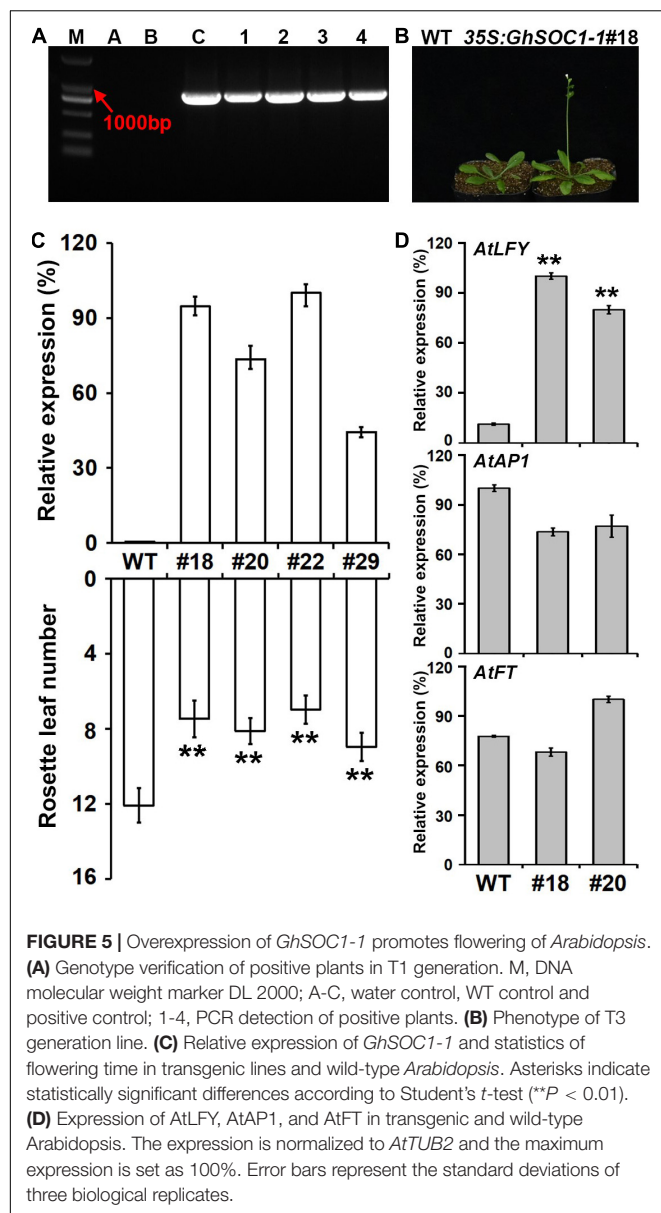 A M A B C 1 2 3 4
1000bp
B WT 35S:GhSOC1-1#18
C
Relative expression (%)
120
90
60
30
0
WT #18 #20 #22 #29
Rosette leaf number
0
4
8
12
16
** ** ** **
D
AtLFY
Relative expression (%)
120
90
60
30
0
** **
AtAP1
Relative expression (%)
120
90
60
30
0
AtFT
Relative expression (%)
120
90
60
30
0
WT #18 #20
FIGURE 5 | Overexpression of GhSOC1-1 promotes flowering of Arabidopsis.
(A) Genotype verification of positive plants in T1 generation. M, DNA
molecular weight marker DL 2000; A-C, water control, WT control and
positive control; 1-4, PCR detection of positive plants. (B) Phenotype of T3
generation line. (C) Relative expression of GhSOC1-1 and statistics of
flowering time in transgenic lines and wild-type Arabidopsis. Asterisks indicate
statistically significant differences according to Student's t-test (**P < 0.01).
(D) Expression of AtLFY, AtAP1, and AtFT in transgenic and wild-type
Arabidopsis. The expression is normalized to AtTUB2 and the maximum
expression is set as 100%. Error bars represent the standard deviations of
three biological replicates.